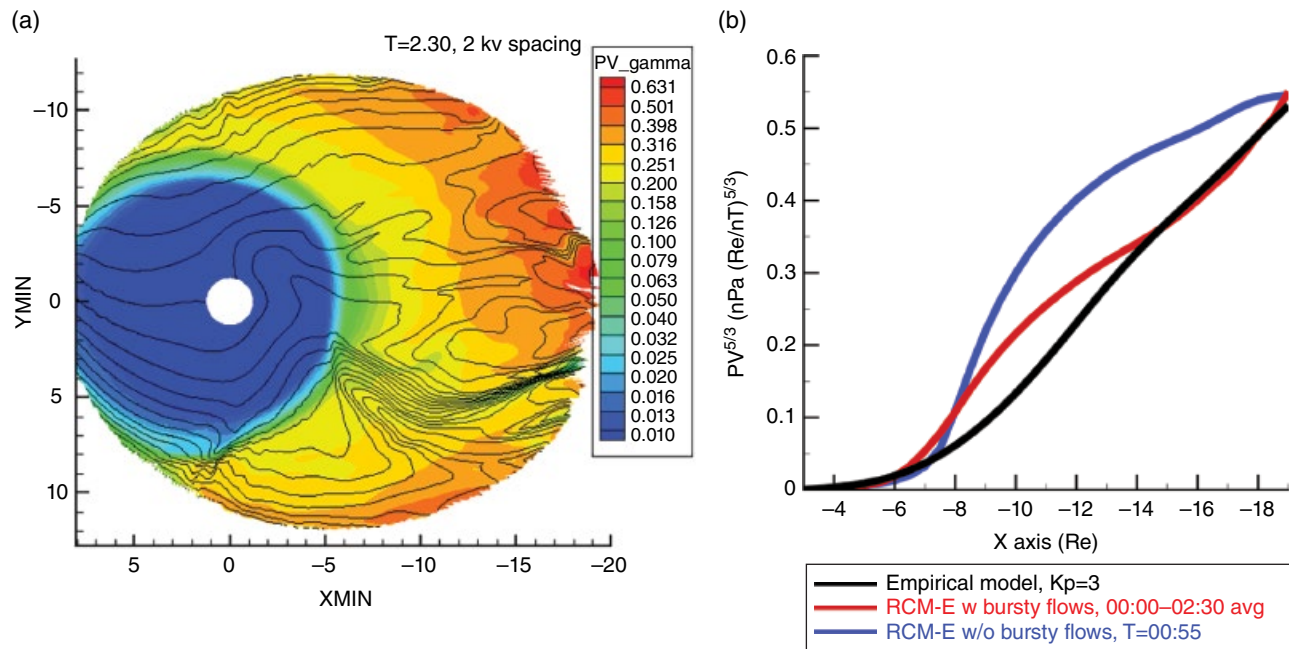 (a)
T=2.30, 2 kv spacing
PV_gamma
0.631
0.501
0.398
0.316
0.251
0.200
0.158
0.126
0.100
0.063
0.050
0.040
0.032
0.025
0.020
0.016
0.013
0.010
YMIN
−10
−5
0
5
10
5 0 −5 −10 −15 −20
XMIN
(b)
PV5/3 (nPa (Re/nT)5/3)
0.6
0.5
0.4
0.3
0.2
0.1
0
−4 −6 −8 −10 −12 −14 −16 −18
X axis (Re)
Empirical model, Kp=3
RCM-E w bursty flows, 00:00–02:30 avg
RCM-E w/o bursty flows, T=00:55